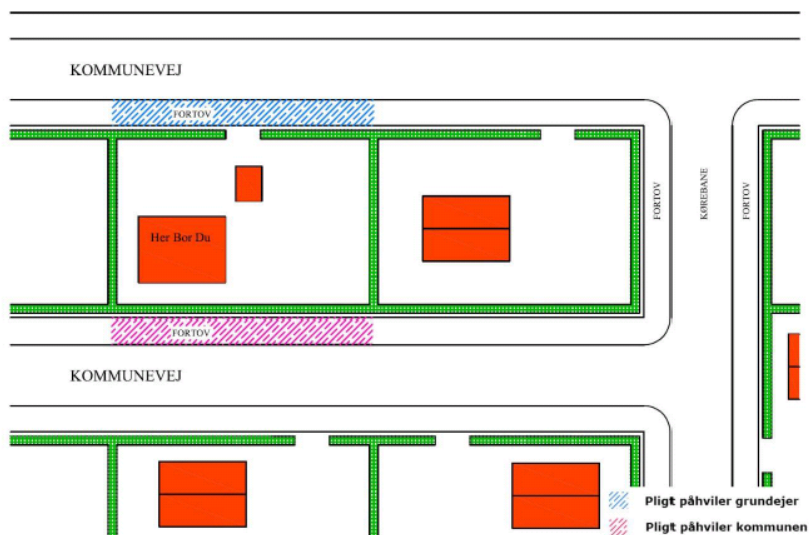 KOMMUNEVEJ
FORTOV
Her Bor Du
FORTOV
KØREBANE
FORTOV
FORTOV
KOMMUNEVEJ
Pligt påhviler grundejer
Pligt påhviler kommunen